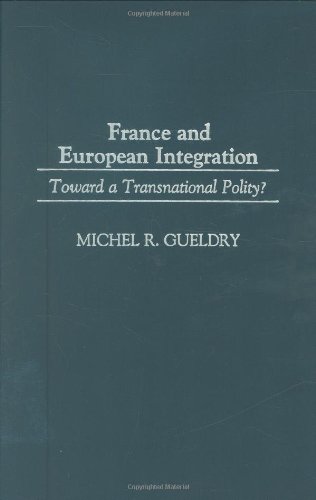 France and
European Integration
Toward a Transnational Polity?
MICHEL R. GUELDRY